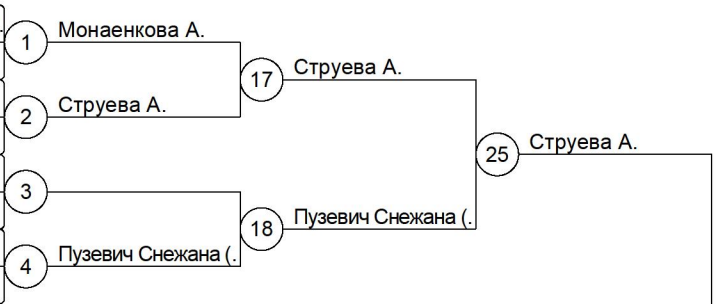 1 Монаенкова А.
17 Струева А.
2 Струева А.
25 Струева А.
3
18 Пузевич Снежана (.
4 Пузевич Снежана (.